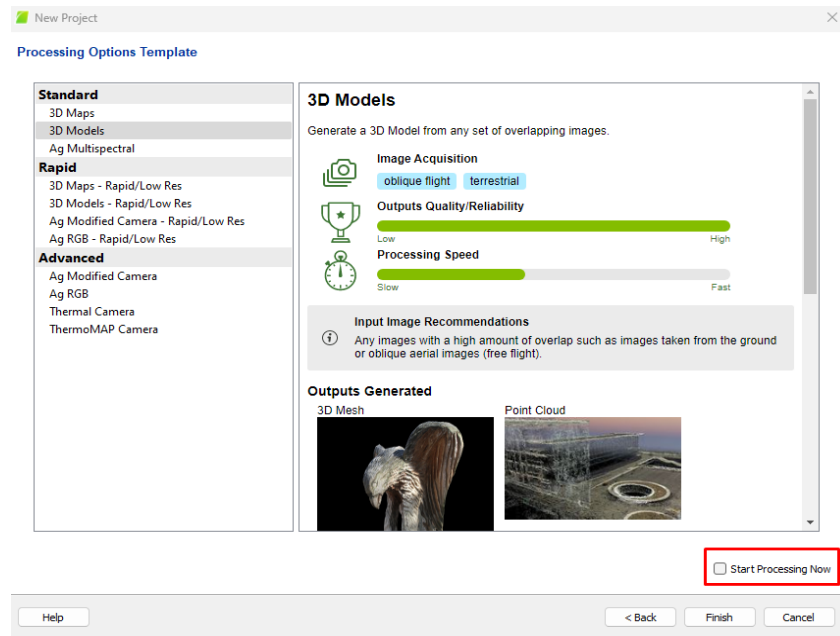 New Project
Processing Options Template
Standard
3D Maps
3D Models
Ag Multispectral
Rapid
3D Maps - Rapid/Low Res
3D Models - Rapid/Low Res
Ag Modified Camera - Rapid/Low Res
Ag RGB - Rapid/Low Res
Advanced
Ag Modified Camera
Ag RGB
Thermal Camera
ThermoMAP Camera
3D Models
Generate a 3D Model from any set of overlapping images.
Image Acquisition
oblique flight terrestrial
Outputs Quality/Reliability
Low High
Processing Speed
Slow Fast
Input Image Recommendations
Any images with a high amount of overlap such as images taken from the ground
or oblique aerial images (free flight).
Outputs Generated
3D Mesh Point Cloud
Start Processing Now
Help < Back Finish Cancel